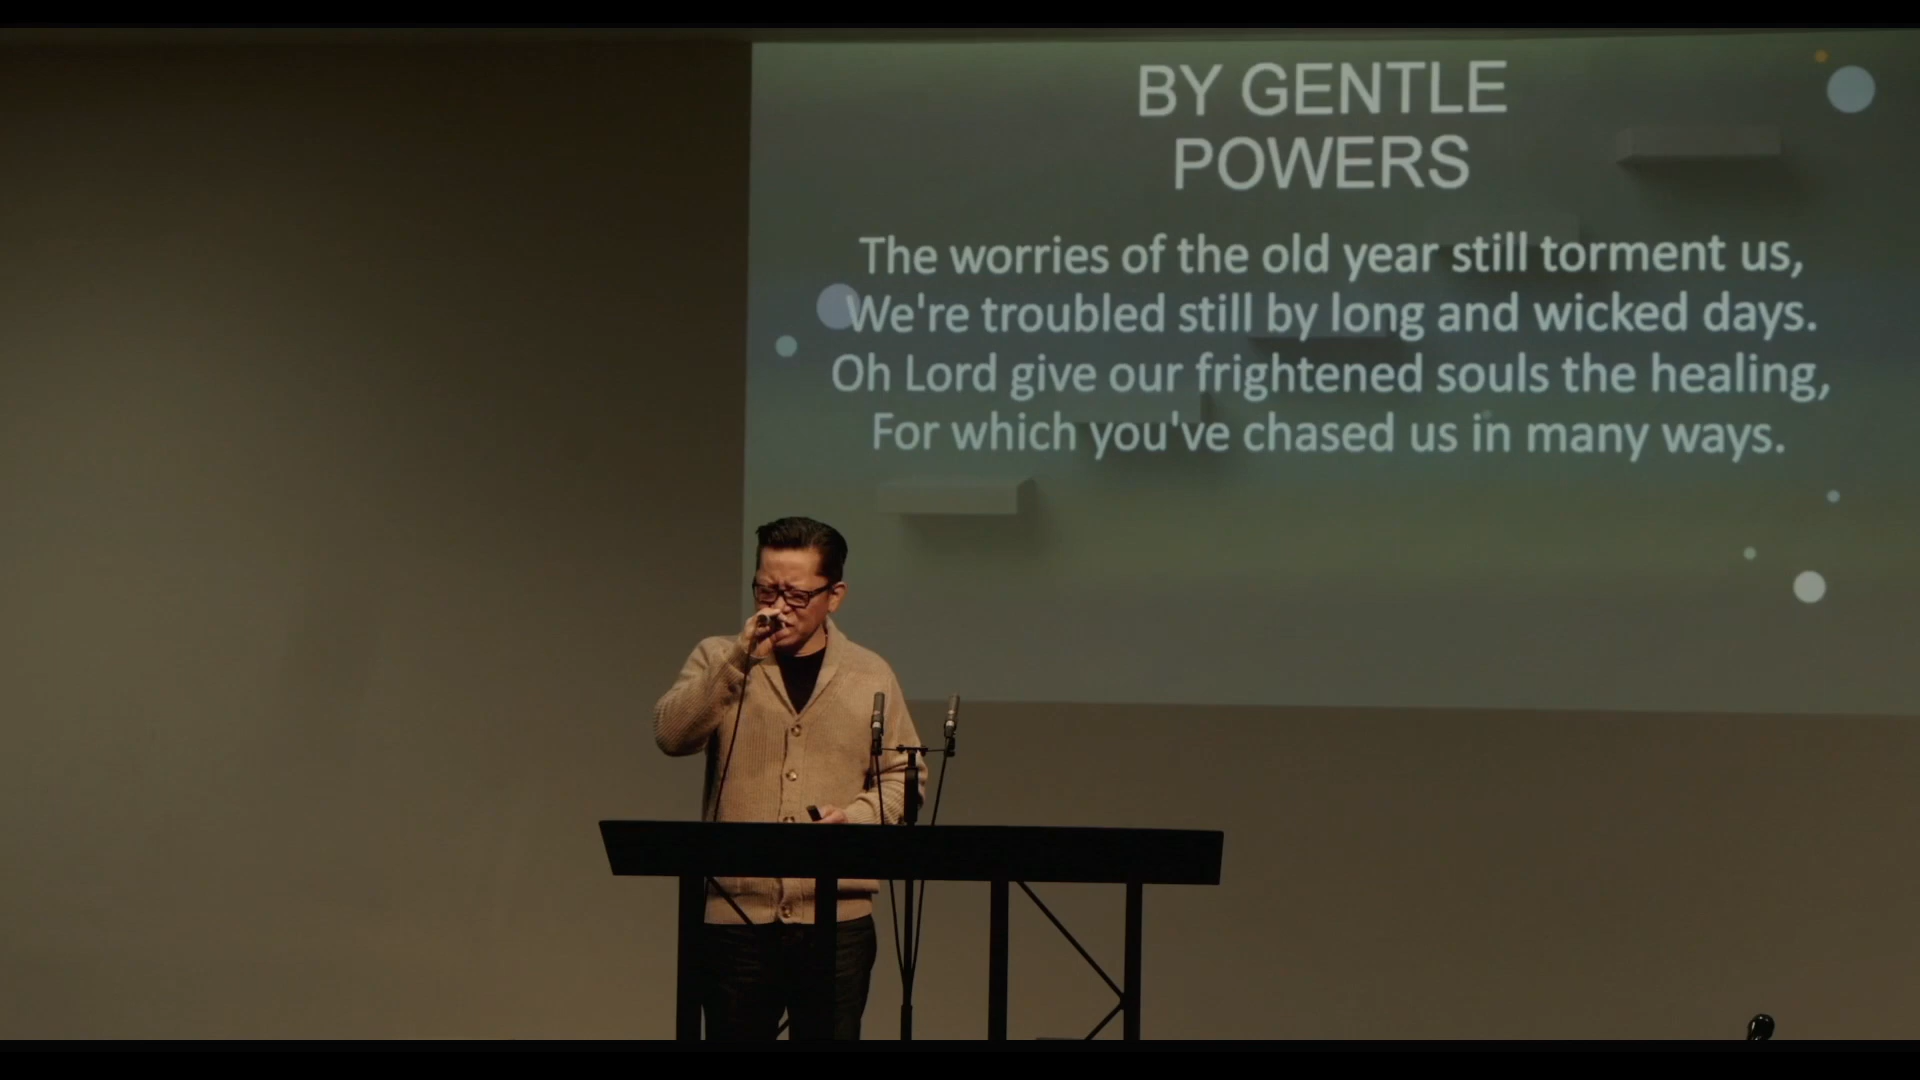 BY GENTLE
POWERS
The worries of the old year still torment us,
We're troubled still by long and wicked days.
Oh Lord give our frightened souls the healing,
For which you've chased us in many ways.